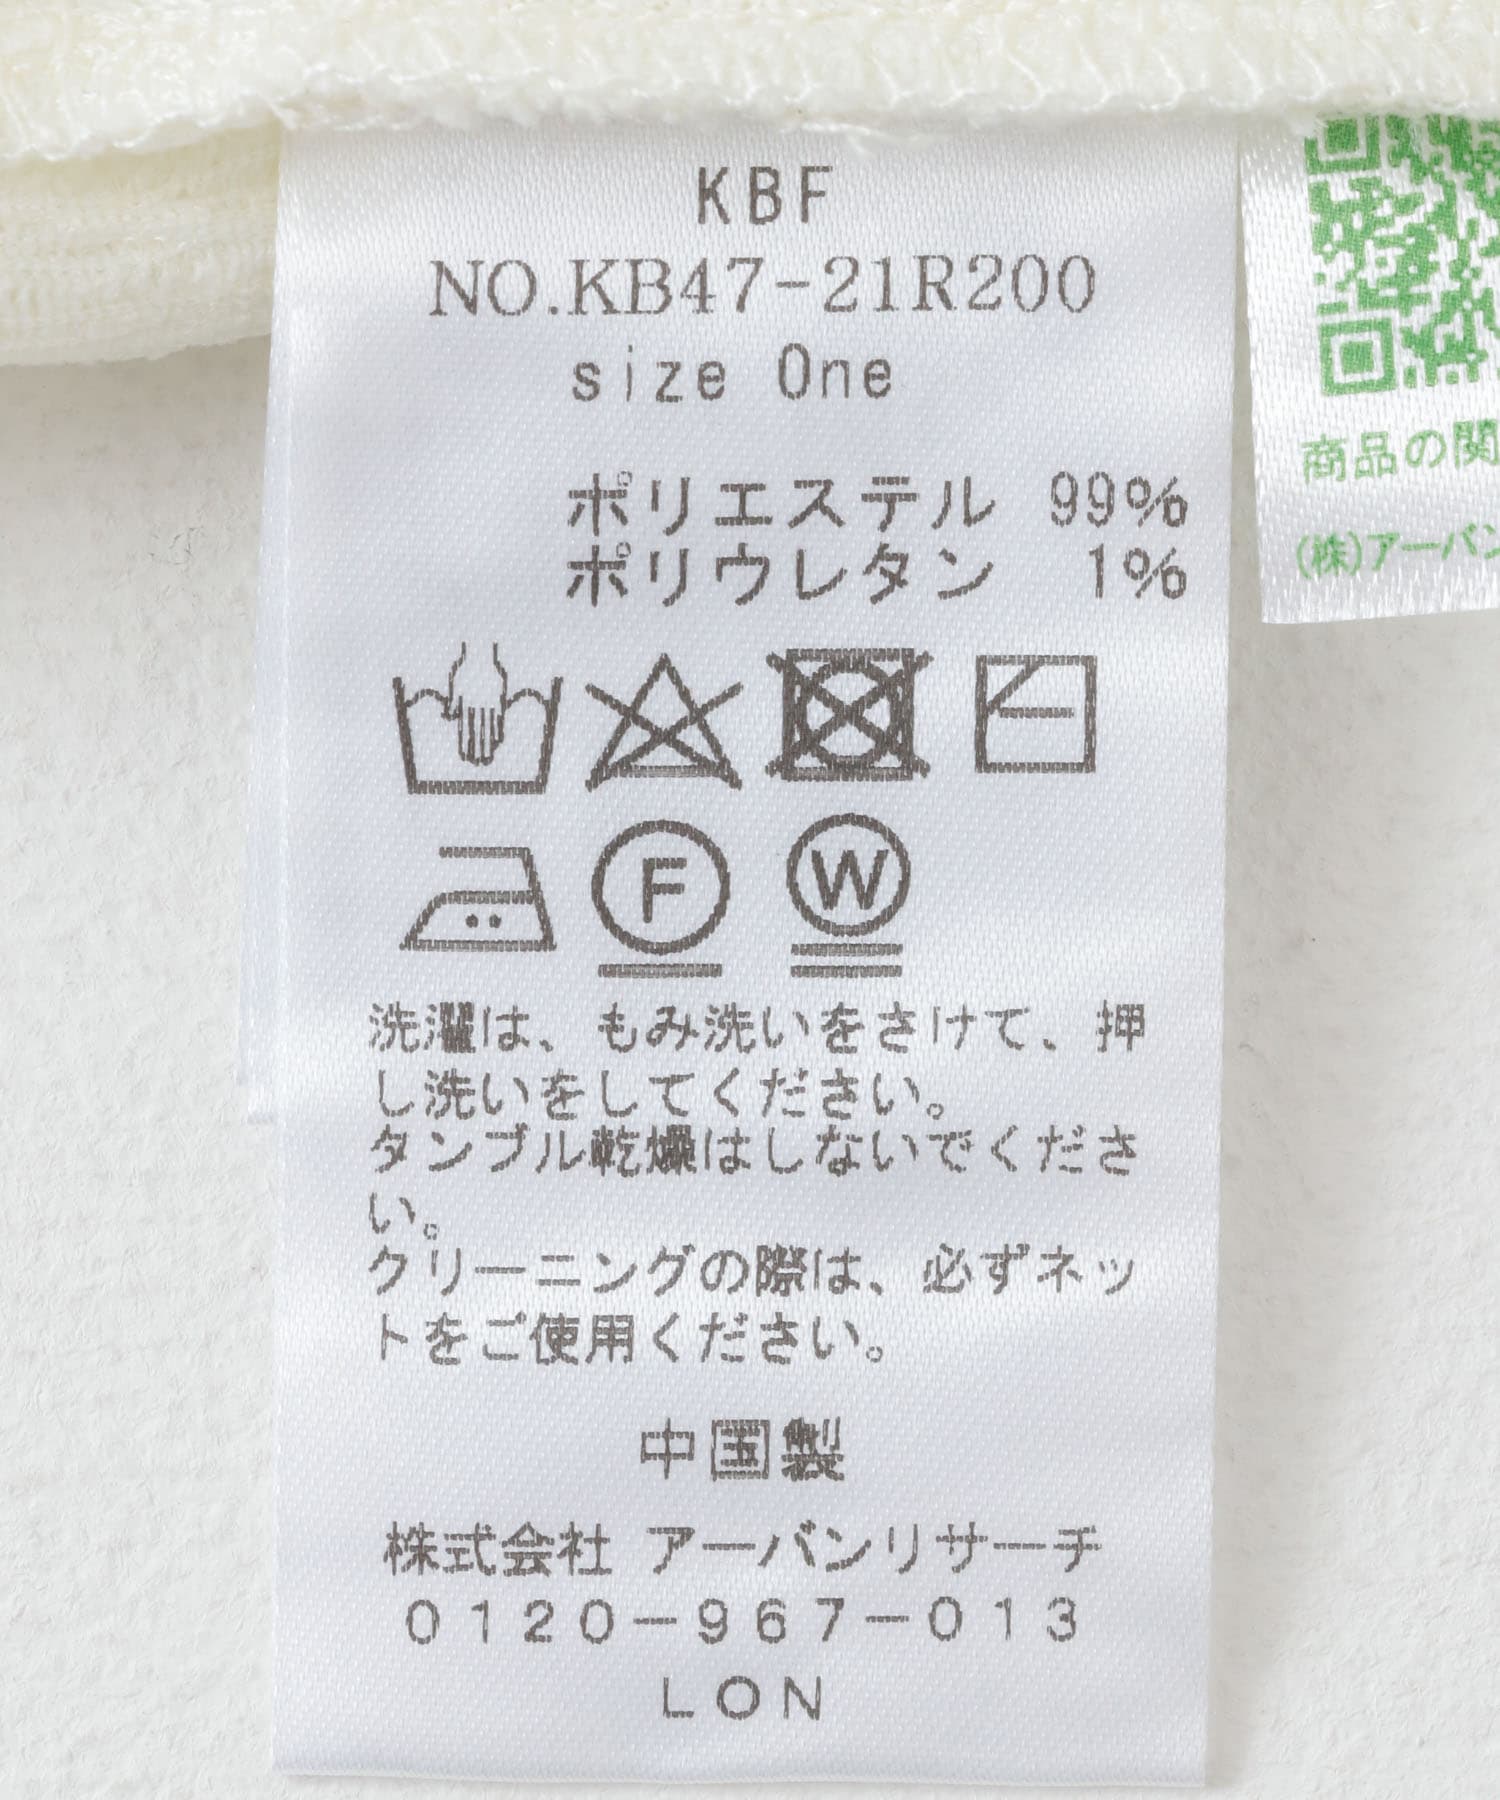 KBF
NO.KB47-21R200
size One
ポリエステル 99%
ポリウレタン 1%
F
W
洗濯は、もみ洗いをさけて、押
し洗いをしてください。
タンブル乾燥はしないでくださ
い。
クリーニングの際は、必ずネッ
トをご使用ください。
中国製
株式会社 アーバンリサーチ
0120-967-013
LON
商品の関
(株)アーバン